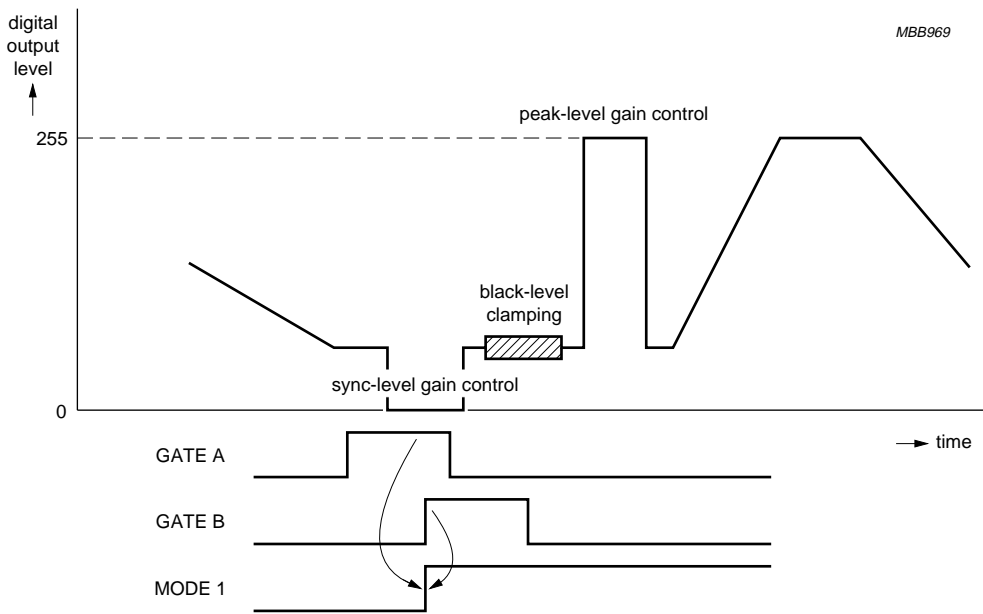 digital
output
level
MBB969
peak-level gain control
255
black-level
clamping
sync-level gain control
0
time
GATE A
GATE B
MODE 1